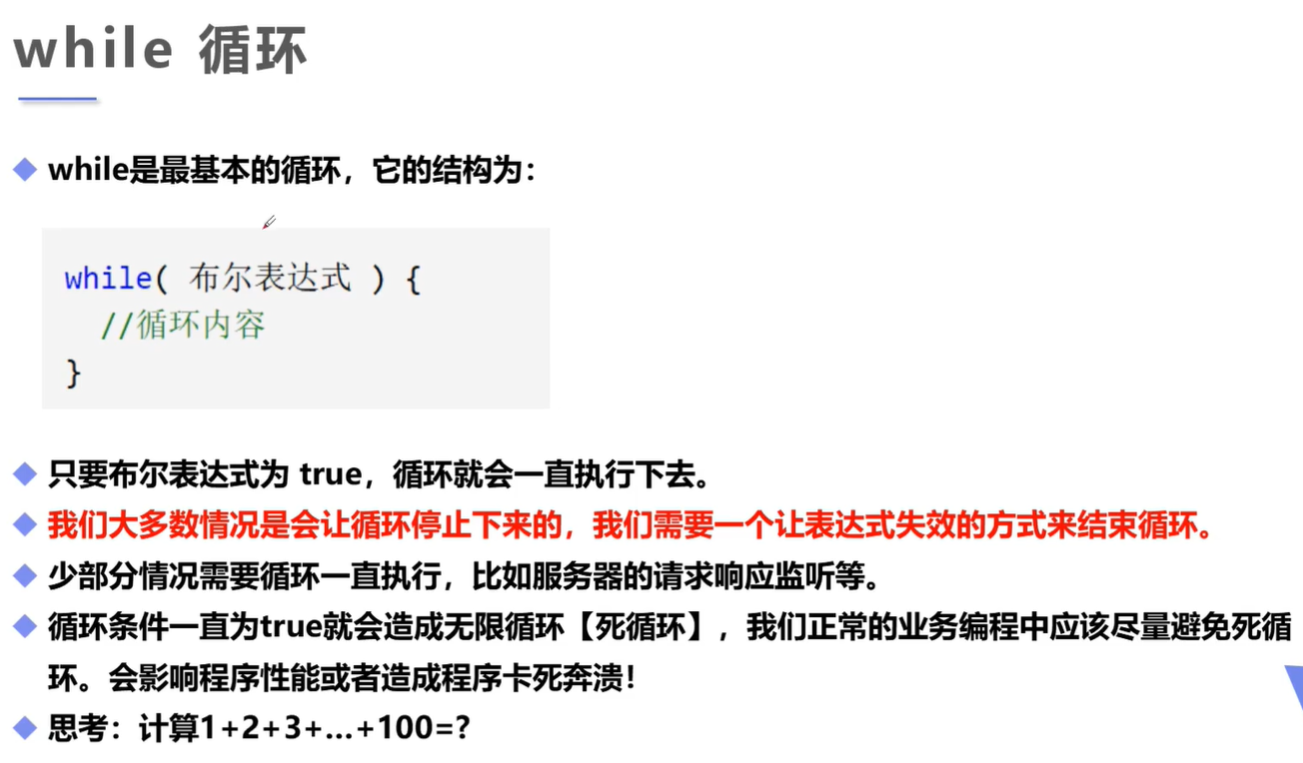 while 循环
while是最基本的循环，它的结构为：
while( 布尔表达式 ) {
//循环内容
}
只要布尔表达式为 true，循环就会一直执行下去。
我们大多数情况是会让循环停止下来的，我们需要一个让表达式失效的方式来结束循环。
少部分情况需要循环一直执行，比如服务器的请求响应监听等。
循环条件一直为true就会造成无限循环【死循环】，我们正常的业务编程中应该尽量避免死循
环。会影响程序性能或者造成程序卡死奔溃！
思考：计算1+2+3+...+100=?